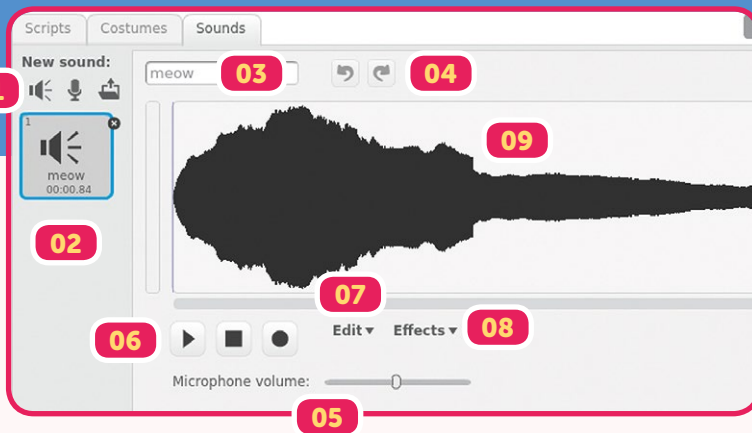 Scripts Costumes Sounds
New sound:
meow 03 04
1
meow
00:00.84
09
02
07
06 Edit Effects 08
Microphone volume:
05